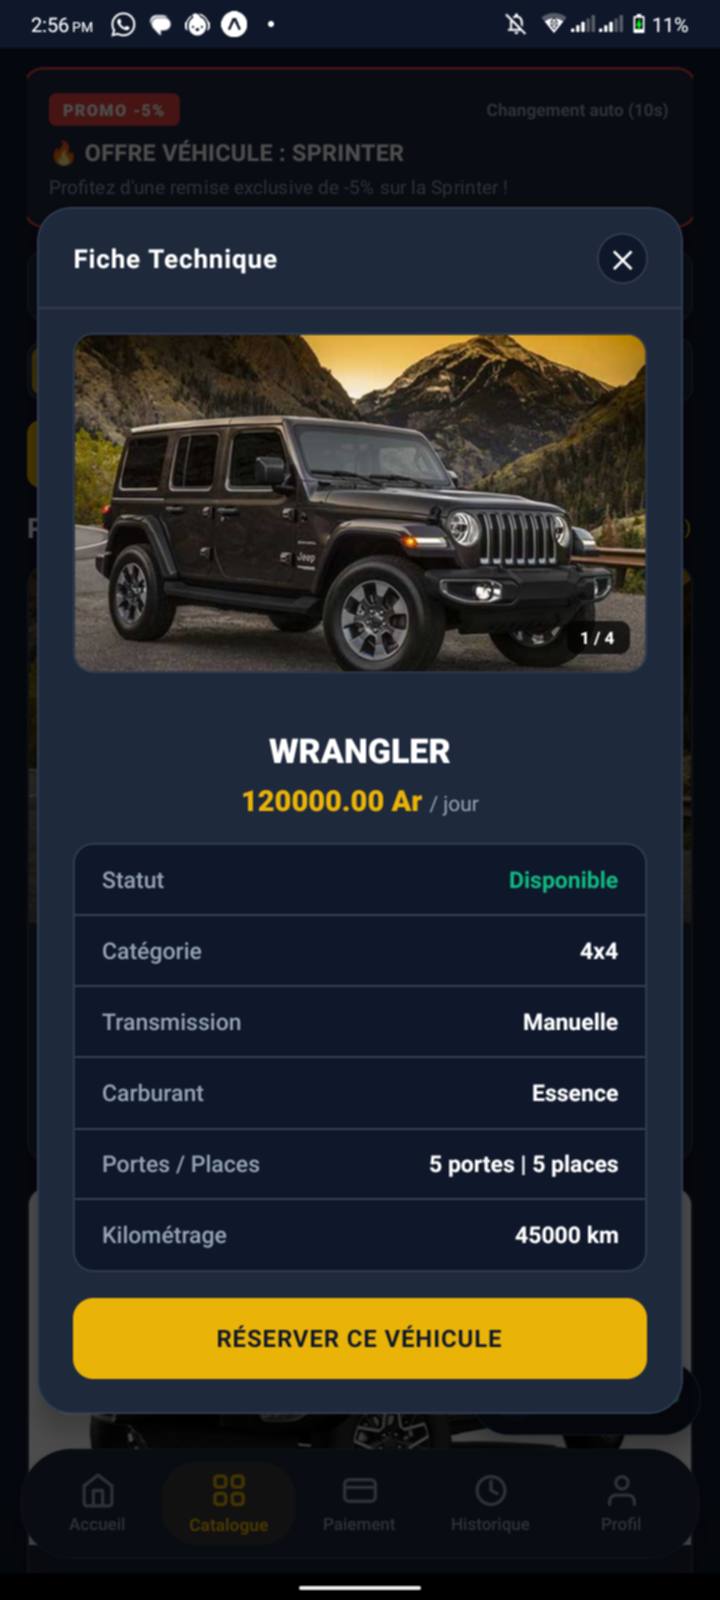 2:56 PM
11%
PROMO -5%
Changement auto (10s)
🔥 OFFRE VÉHICULE : SPRINTER
Profitez d'une remise exclusive de -5% sur la Sprinter !
Fiche Technique
Jeep
1 / 4
WRANGLER
120000.00 Ar / jour
Statut Disponible
Catégorie 4x4
Transmission Manuelle
Carburant Essence
Portes / Places 5 portes | 5 places
Kilométrage 45000 km
RÉSERVER CE VÉHICULE
Accueil
Catalogue
Paiement
Historique
Profil